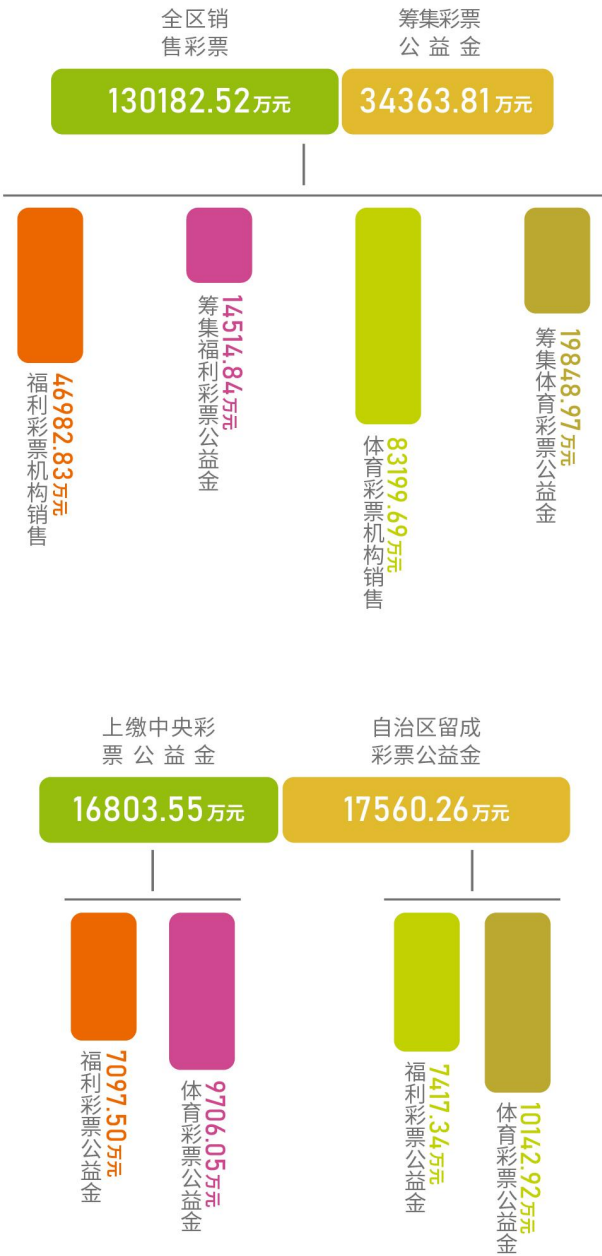 全区销
售彩票
筹集彩票
公益金
130182.52万元
34363.81万元
46982.83万元
福利彩票机构销售
14514.84万元
筹集福利彩票公益金
83199.69万元
体育彩票机构销售
19848.97万元
筹集体育彩票公益金
上缴中央彩
票公益金
自治区留成
彩票公益金
16803.55万元
17560.26万元
7097.50万元
福利彩票公益金
9706.05万元
体育彩票公益金
7417.34万元
福利彩票公益金
10142.92万元
体育彩票公益金